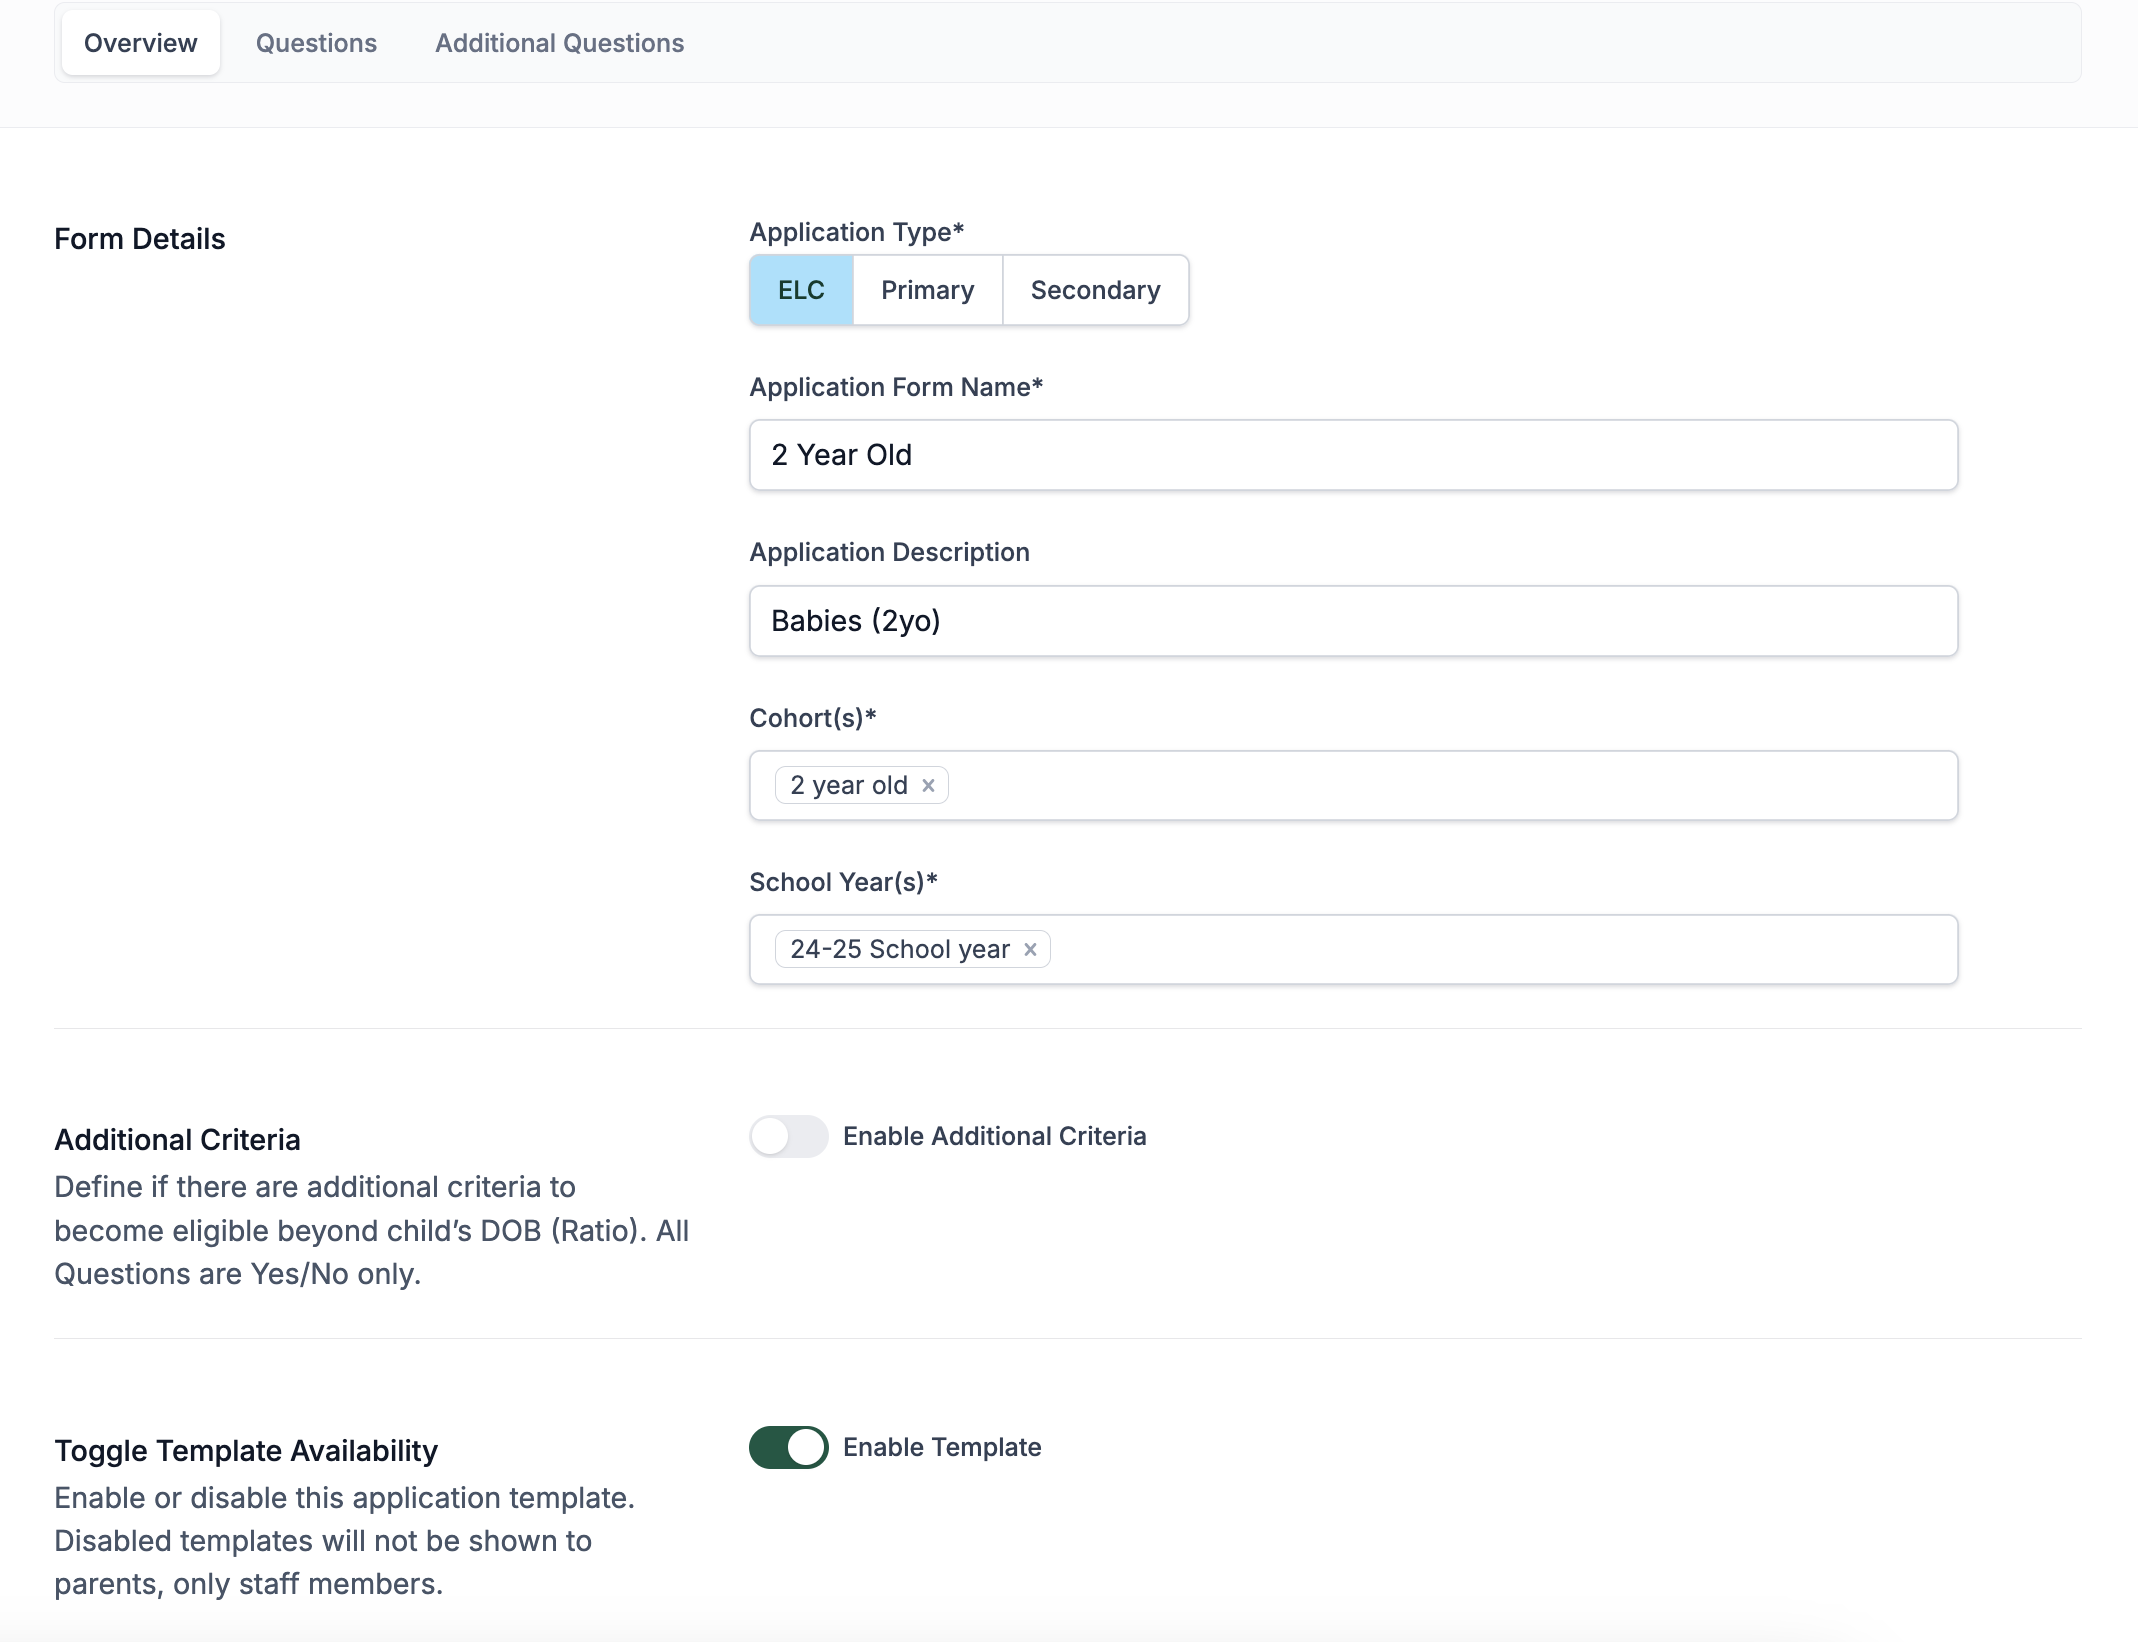 Overview
Questions
Additional Questions
Form Details
Application Type*
ELC
Primary
Secondary
Application Form Name*
2 Year Old
Application Description
Babies (2yo)
Cohort(s)*
2 year old ×
School Year(s)*
24-25 School year ×
Additional Criteria
Define if there are additional criteria to
become eligible beyond child’s DOB (Ratio). All
Questions are Yes/No only.
Enable Additional Criteria
Toggle Template Availability
Enable or disable this application template.
Disabled templates will not be shown to
parents, only staff members.
Enable Template